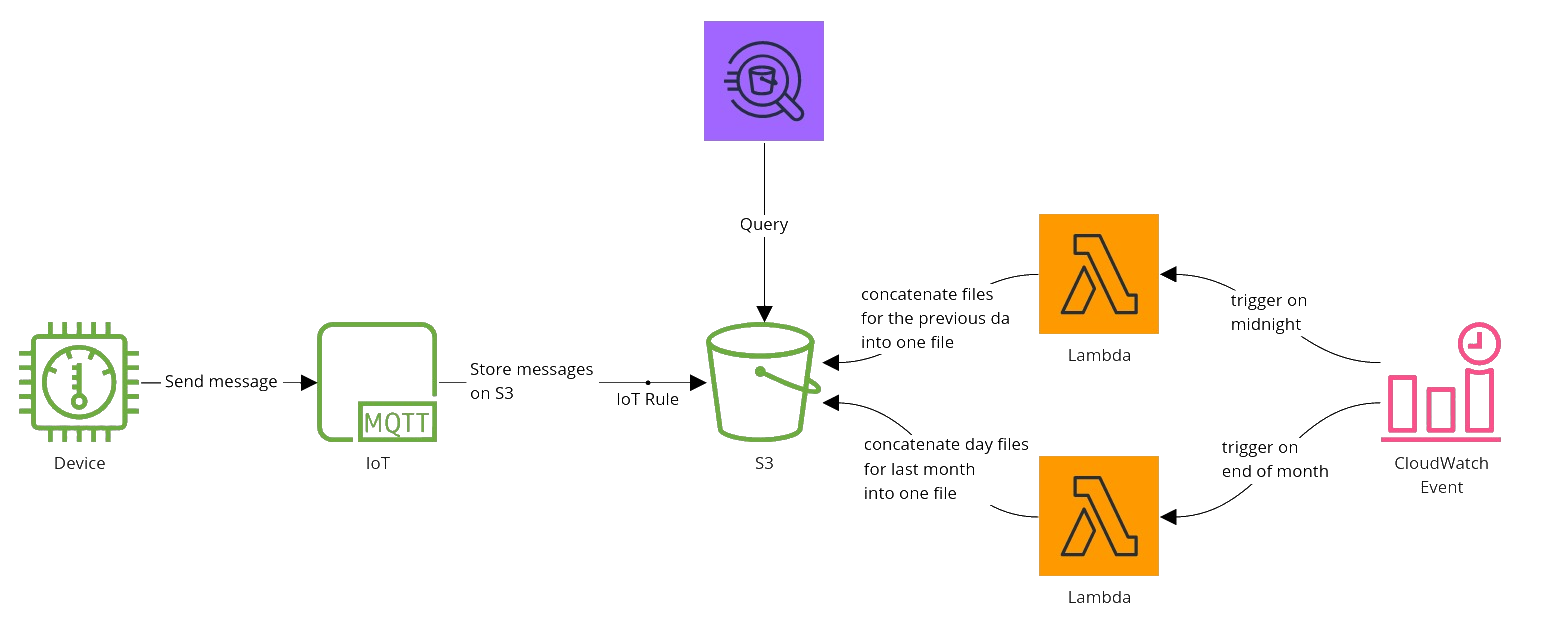 Query
Send message
Device
MQTT
IoT
Store messages
on S3
IoT Rule
S3
concatenate files
for the previous da
into one file
Lambda
trigger on
midnight
concatenate day files
for last month
into one file
Lambda
trigger on
end of month
CloudWatch
Event